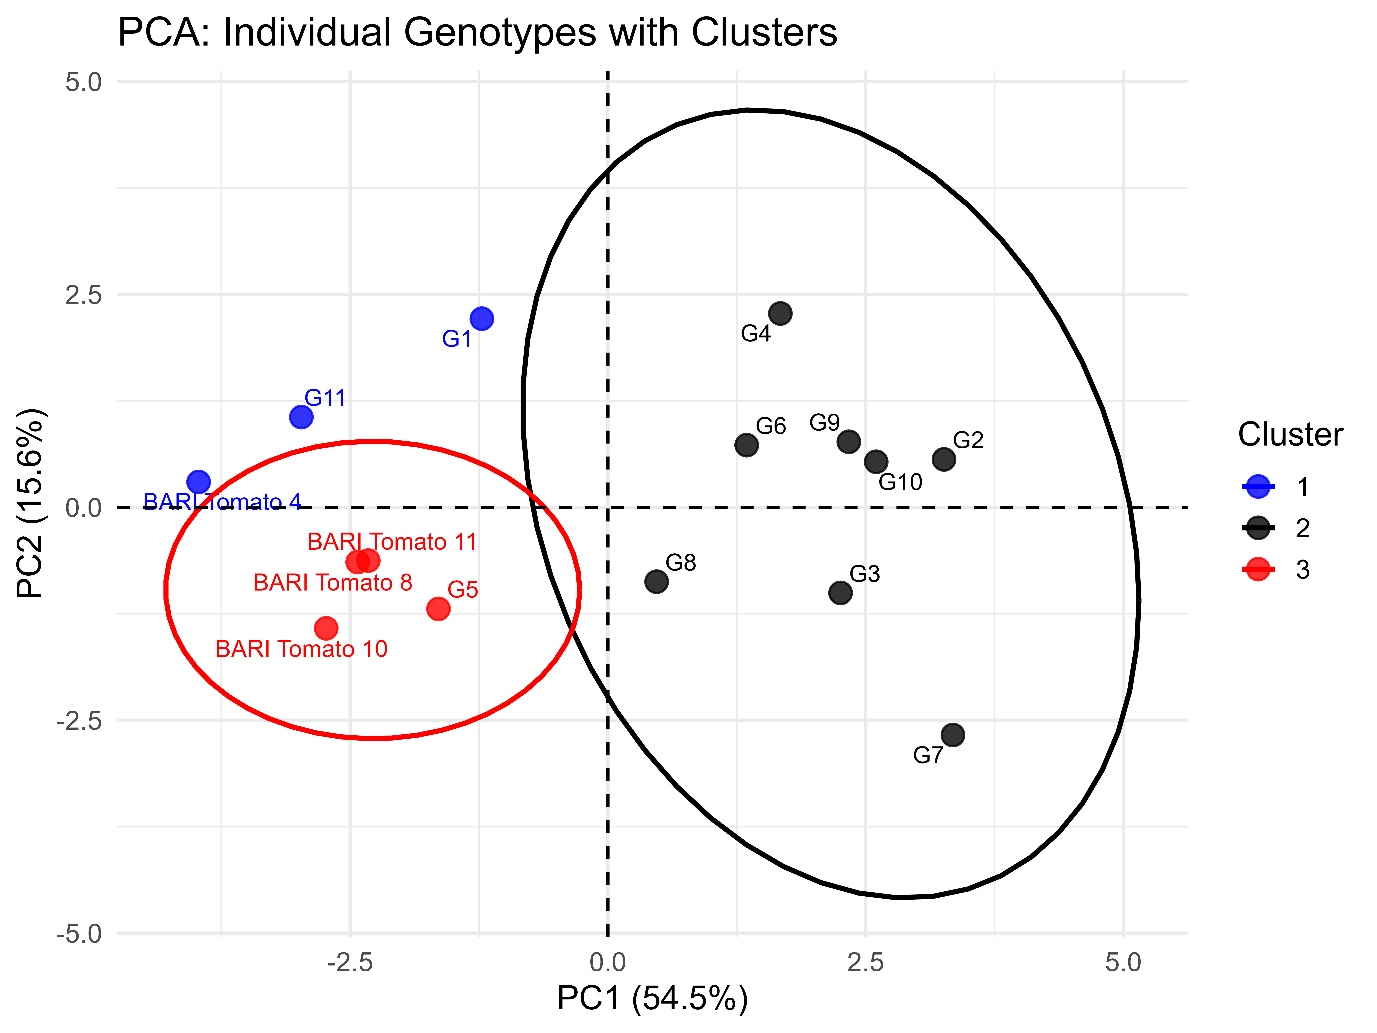 PCA: Individual Genotypes with Clusters
5.0
2.5
0.0
-2.5
-5.0
PC2 (15.6%)
G1
G11
BARI Tomato 4
BARI Tomato 11
BARI Tomato 8
G5
BARI Tomato 10
G4
G6
G9
G2
G10
G8
G3
G7
-2.5
0.0
2.5
5.0
PC1 (54.5%)
Cluster
1
2
3